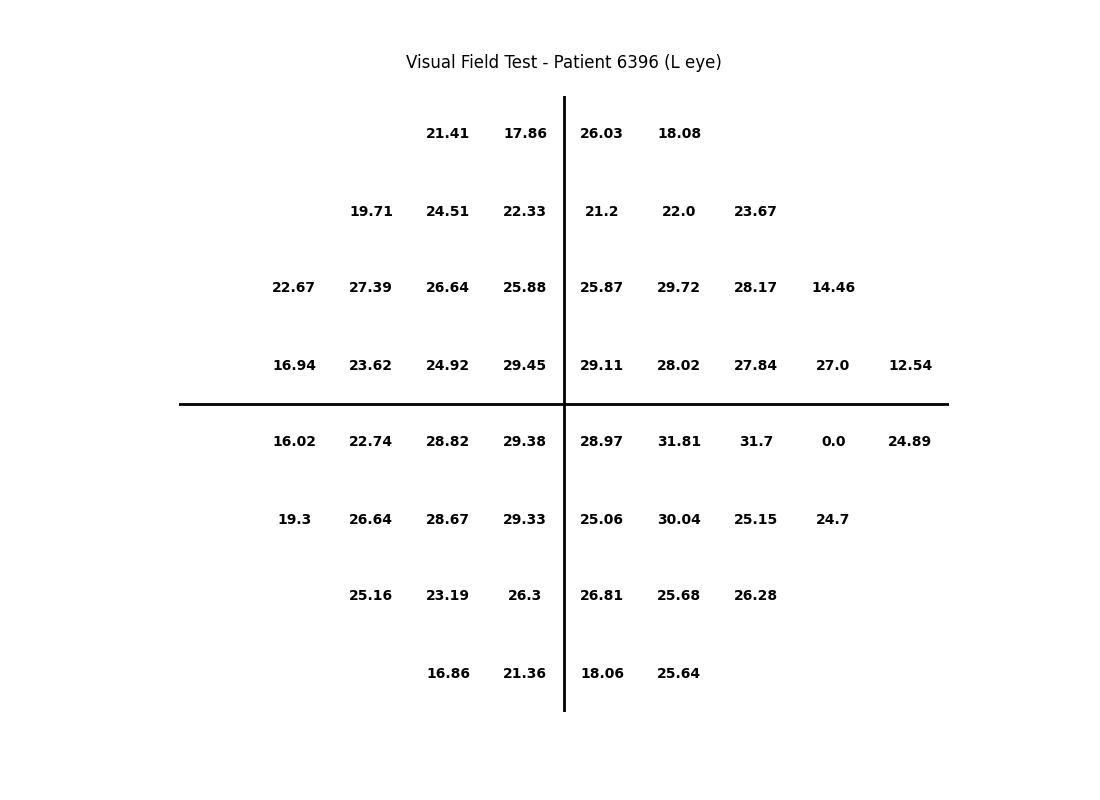 Visual Field Test - Patient 6396 (L eye)
21.41 17.86 26.03 18.08
19.71 24.51 22.33 21.2 22.0 23.67
22.67 27.39 26.64 25.88 25.87 29.72 28.17 14.46
16.94 23.62 24.92 29.45 29.11 28.02 27.84 27.0 12.54
16.02 22.74 28.82 29.38 28.97 31.81 31.7 0.0 24.89
19.3 26.64 28.67 29.33 25.06 30.04 25.15 24.7
25.16 23.19 26.3 26.81 25.68 26.28
16.86 21.36 18.06 25.64